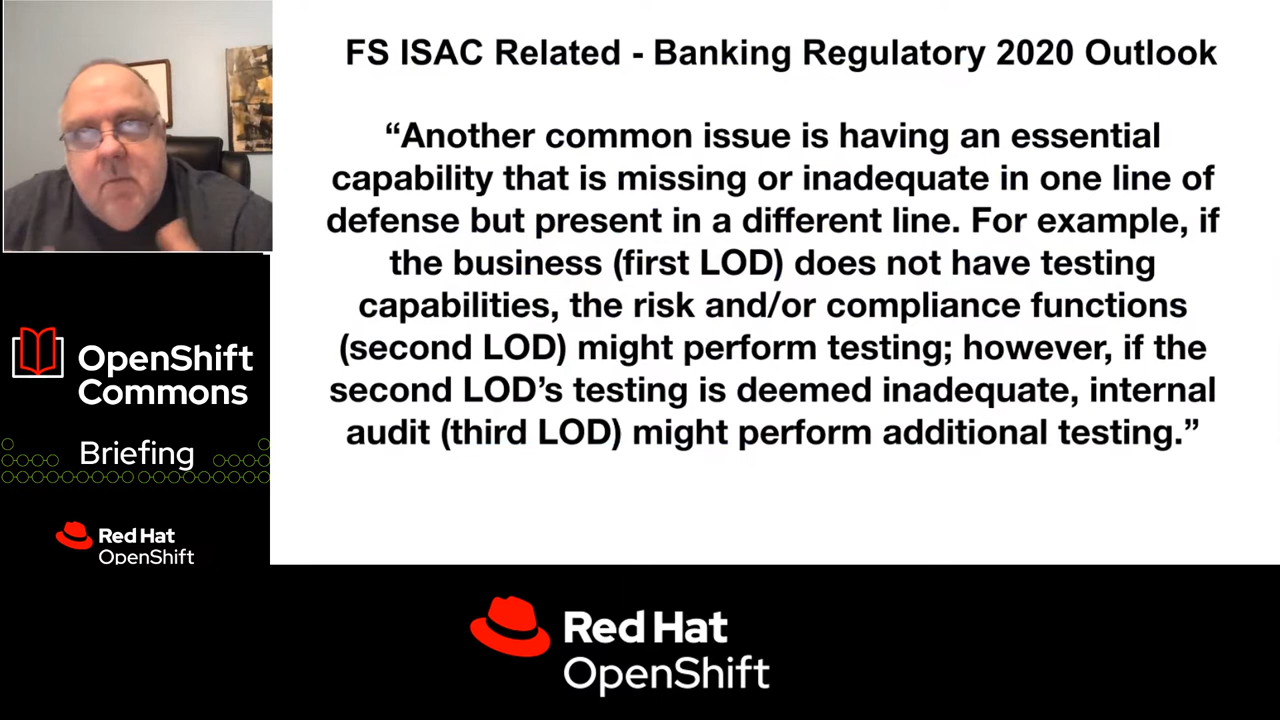 FS ISAC Related - Banking Regulatory 2020 Outlook
“Another common issue is having an essential
capability that is missing or inadequate in one line of
defense but present in a different line. For example, if
the business (first LOD) does not have testing
capabilities, the risk and/or compliance functions
(second LOD) might perform testing; however, if the
second LOD’s testing is deemed inadequate, internal
audit (third LOD) might perform additional testing.”
OpenShift
Commons
Briefing
Red Hat
OpenShift
Red Hat
OpenShift